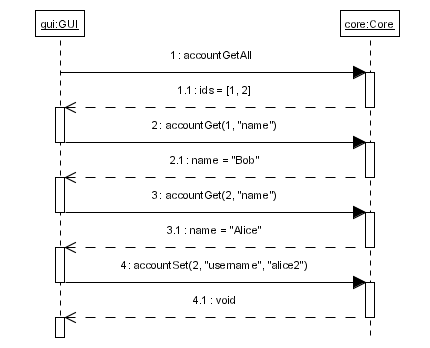 gui:GUI
core:Core
1 : accountGetAll
1.1 : ids = [1, 2]
2 : accountGet(1, "name")
2.1 : name = "Bob"
3 : accountGet(2, "name")
3.1 : name = "Alice"
4 : accountSet(2, "username", "alice2")
4.1 : void